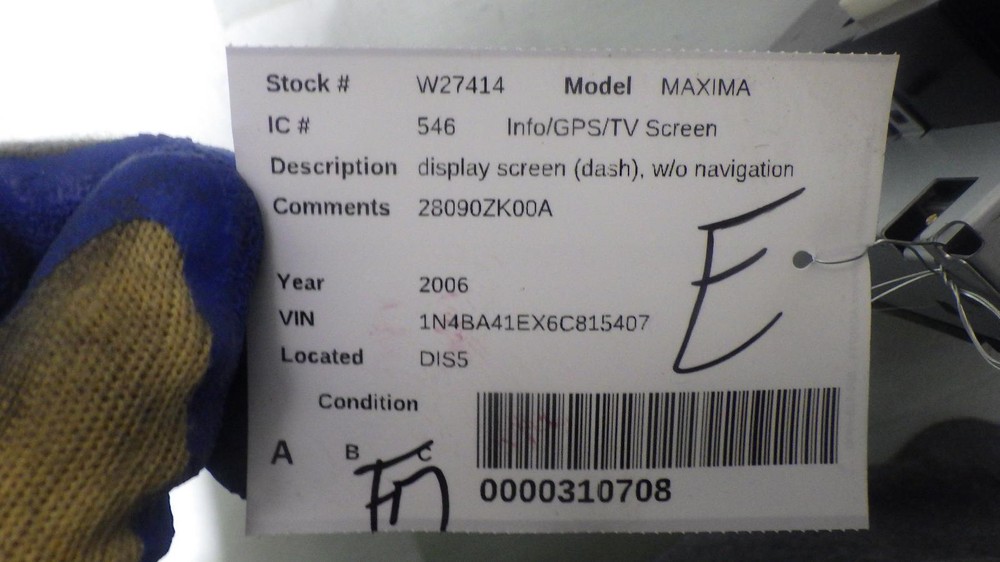 Stock # W27414 Model MAXIMA
IC # 546 Info/GPS/TV Screen
Description display screen (dash), w/o navigation
Comments 28090ZK00A
E
Year 2006
VIN 1N4BA41EX6C815407
Located DIS5
Condition
A B C
0000310708